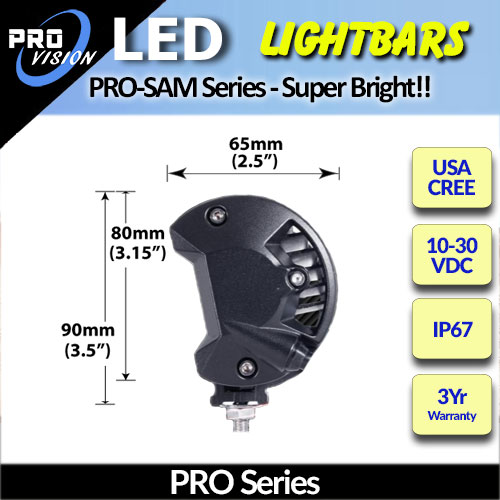 PRO
VISION
LED LIGHTBARS
PRO-SAM Series - Super Bright!!
65mm
(2.5")
80mm
(3.15")
90mm
(3.5")
USA
CREE
10-30
VDC
IP67
3Yr
Warranty
PRO Series